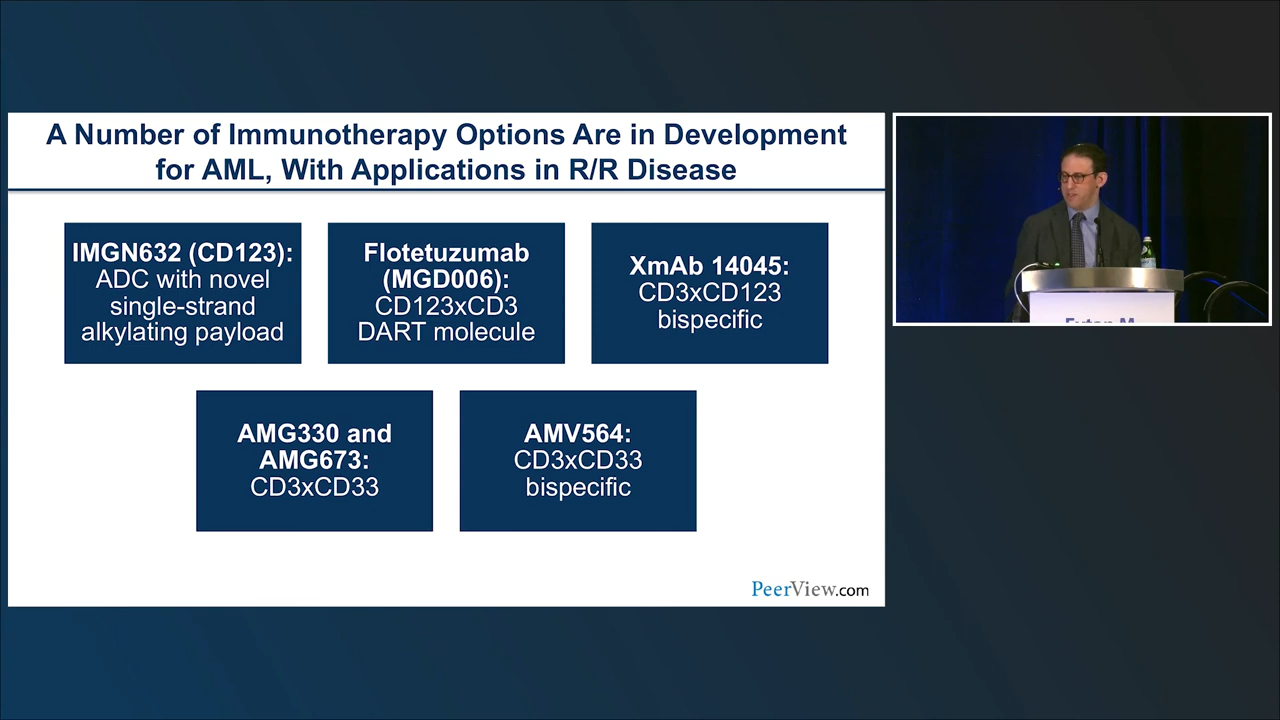 A Number of Immunotherapy Options Are in Development
for AML, With Applications in R/R Disease
IMGN632 (CD123):
ADC with novel
single-strand
alkylating payload
Flotetuzumab
(MGD006):
CD123xCD3
DART molecule
XmAb 14045:
CD3xCD123
bispecific
AMG330 and
AMG673:
CD3xCD33
AMV564:
CD3xCD33
bispecific
PeerView.com